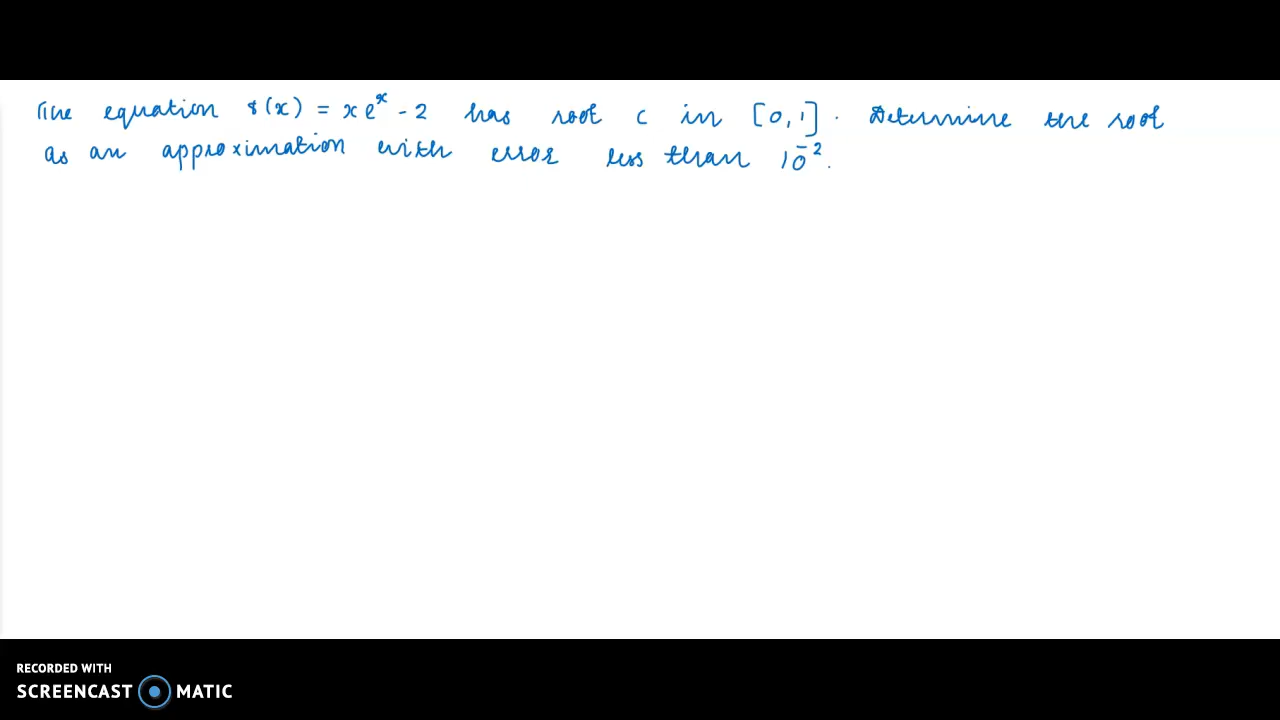 The equation f(x) = xe^x - 2 has root c in [0,1]. Determine the root
as an approximation with error less than 10^-2.
RECORDED WITH
SCREENCAST MATIC